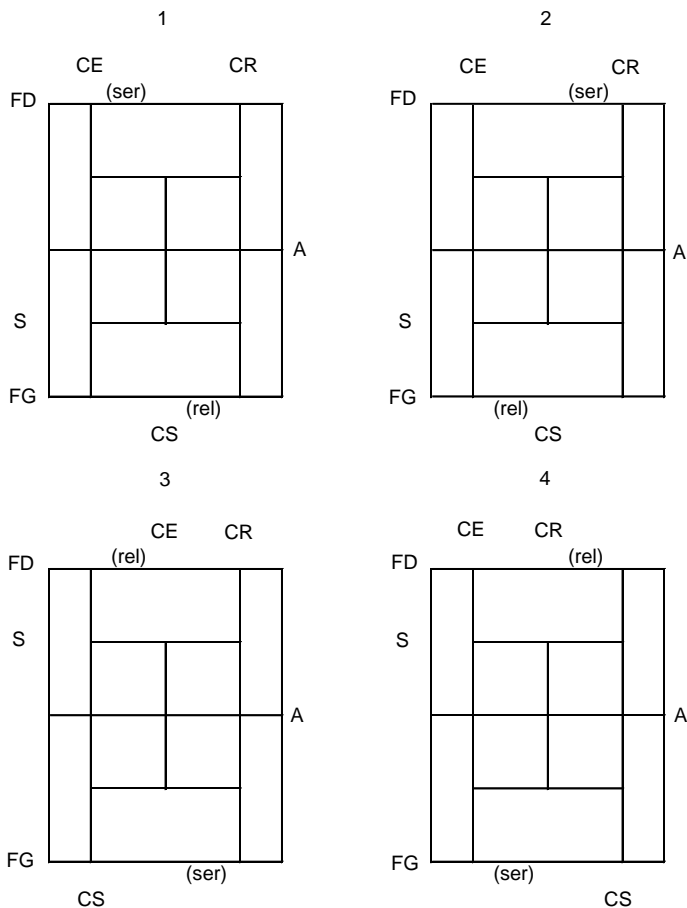 1 2
CE CR CE CR
FD (ser) FD (ser)
A A
S S
FG (rel) FG (rel)
CS CS
3 4
CE CR CE CR
FD (rel) FD (rel)
S S
A A
FG (ser) FG (ser)
CS CS